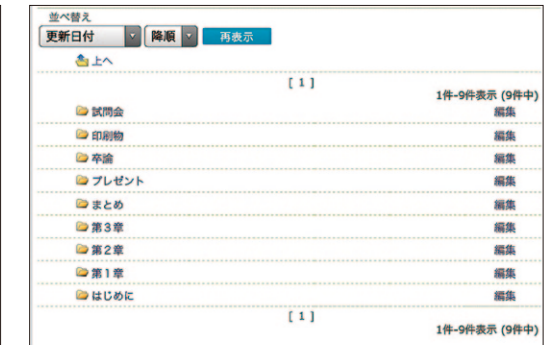 並べ替え
更新日付 降順 再表示
上へ
[ 1 ]
1件-9件表示 (9件中)
試問会 編集
印刷物 編集
卒論 編集
プレゼント 編集
まとめ 編集
第3章 編集
第2章 編集
第1章 編集
はじめに 編集
[ 1 ]
1件-9件表示 (9件中)